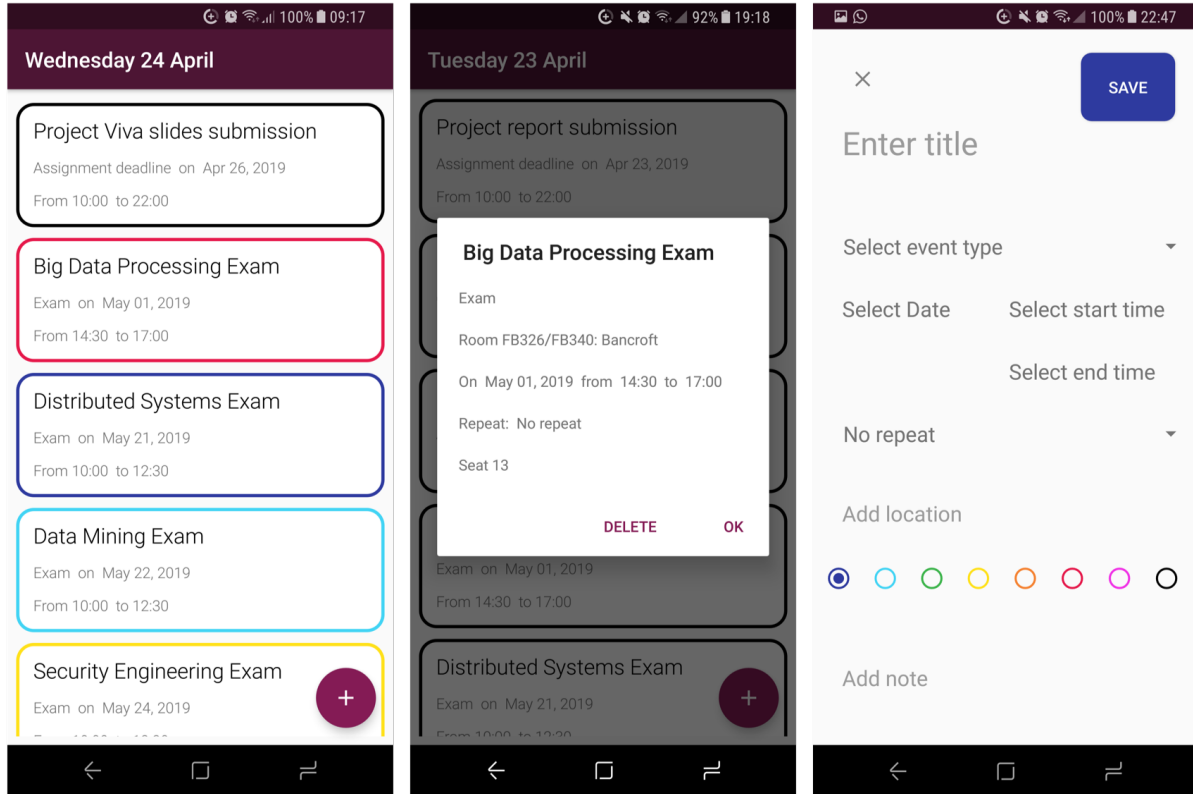 100% 09:17
Wednesday 24 April
Project Viva slides submission
Assignment deadline on Apr 26, 2019
From 10:00 to 22:00
Big Data Processing Exam
Exam on May 01, 2019
From 14:30 to 17:00
Distributed Systems Exam
Exam on May 21, 2019
From 10:00 to 12:30
Data Mining Exam
Exam on May 22, 2019
From 10:00 to 12:30
Security Engineering Exam
Exam on May 24, 2019
+
92% 19:18
Tuesday 23 April
Project report submission
Assignment deadline on Apr 23, 2019
From 10:00 to 22:00
Big Data Processing Exam
Exam
Room FB326/FB340: Bancroft
On May 01, 2019 from 14:30 to 17:00
Repeat: No repeat
Seat 13
DELETE OK
Exam on May 01, 2019
From 14:30 to 17:00
Distributed Systems Exam
Exam on May 21, 2019
From 10:00 to 12:30
+
100% 22:47
SAVE
Enter title
Select event type
Select Date Select start time
Select end time
No repeat
Add location
Add note